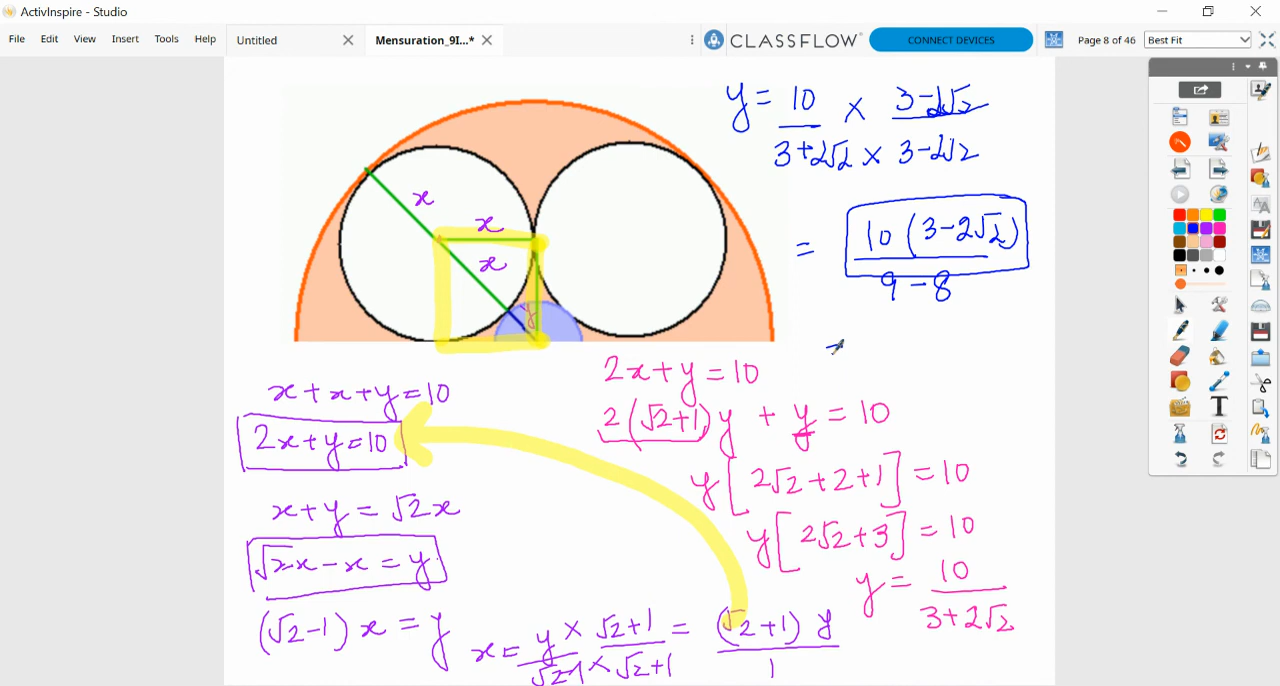 ActivInspire - Studio
File Edit View Insert Tools Help
Untitled
Mensuration_9I...*
CLASSFLOW
CONNECT DEVICES
Page 8 of 46
Best Fit
x
x
x
y
y = 10/(3+2√2) × (3-2√2)/(3-2√2)
= 10(3-2√2)/(9-8)
x+x+y=10
2x+y=10
x+y = √2x
√2x-x = y
(√2-1) x = y
x = y/(√2-1) × (√2+1)/(√2+1) = (√2+1) y/1
2x+y=10
2(√2+1)y + y = 10
y[2√2+2+1] = 10
y[2√2+3] = 10
y = 10/(3+2√2)
T